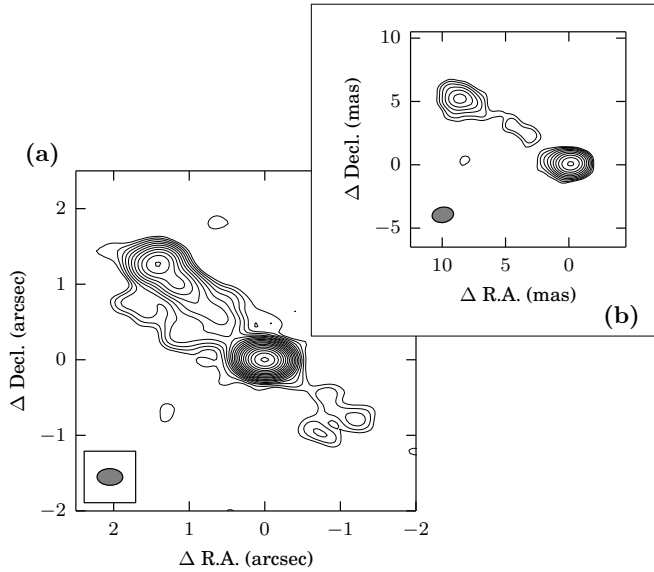 (a)
2
1
0
−1
−2
Δ Decl. (arcsec)
2
1
0
−1
−2
Δ R.A. (arcsec)
10
5
0
−5
Δ Decl. (mas)
10
5
0
Δ R.A. (mas)
(b)